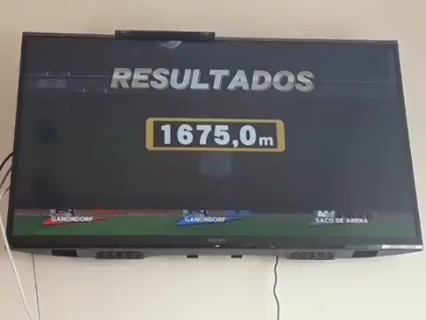 RESULTADOS
1675,0m
GANONDORF
GANONDORF
SACO DE ARENA